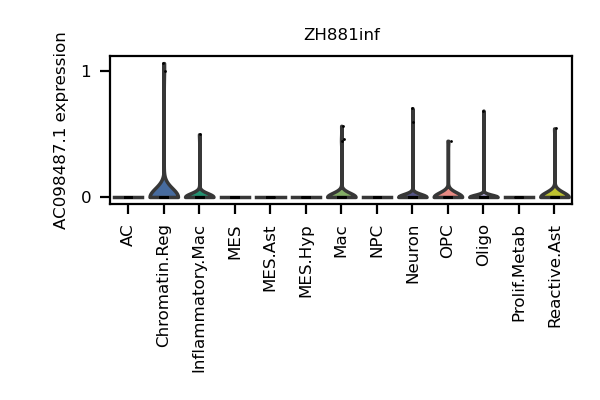 ZH881inf
AC098487.1 expression
1
0
AC
Chromatin.Reg
Inflammatory.Mac
MES
MES.Ast
MES.Hyp
Mac
NPC
Neuron
OPC
Oligo
Prolif.Metab
Reactive.Ast